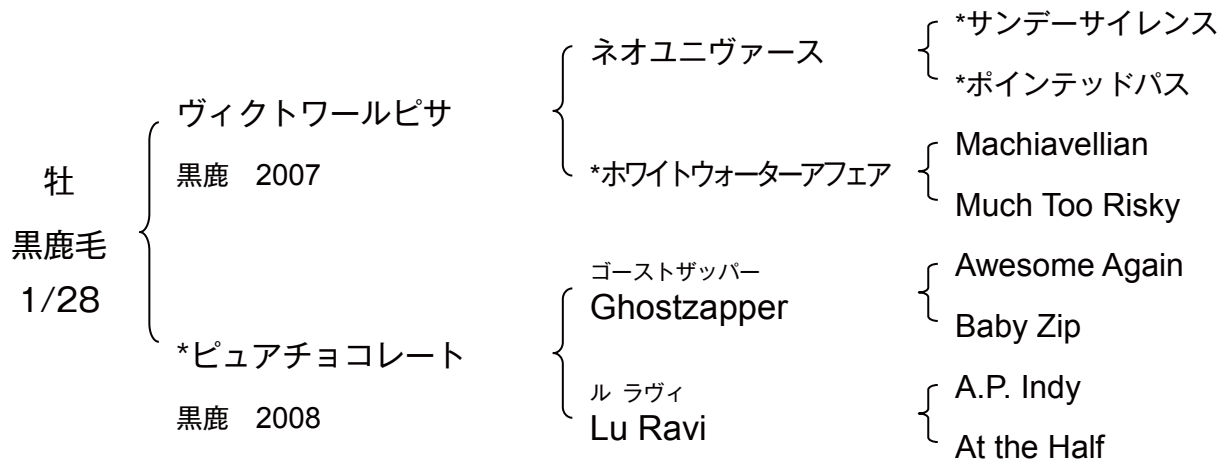 牡
黒鹿毛
1/28
ヴィクトワールピサ
黒鹿　2007
*ピュアチョコレート
黒鹿　2008
ネオユニヴァース
*ホワイトウォーターアフェア
ゴーストザッパー
Ghostzapper
ル ラヴィ
Lu Ravi
*サンデーサイレンス
*ポインテッドパス
Machiavellian
Much Too Risky
Awesome Again
Baby Zip
A.P. Indy
At the Half